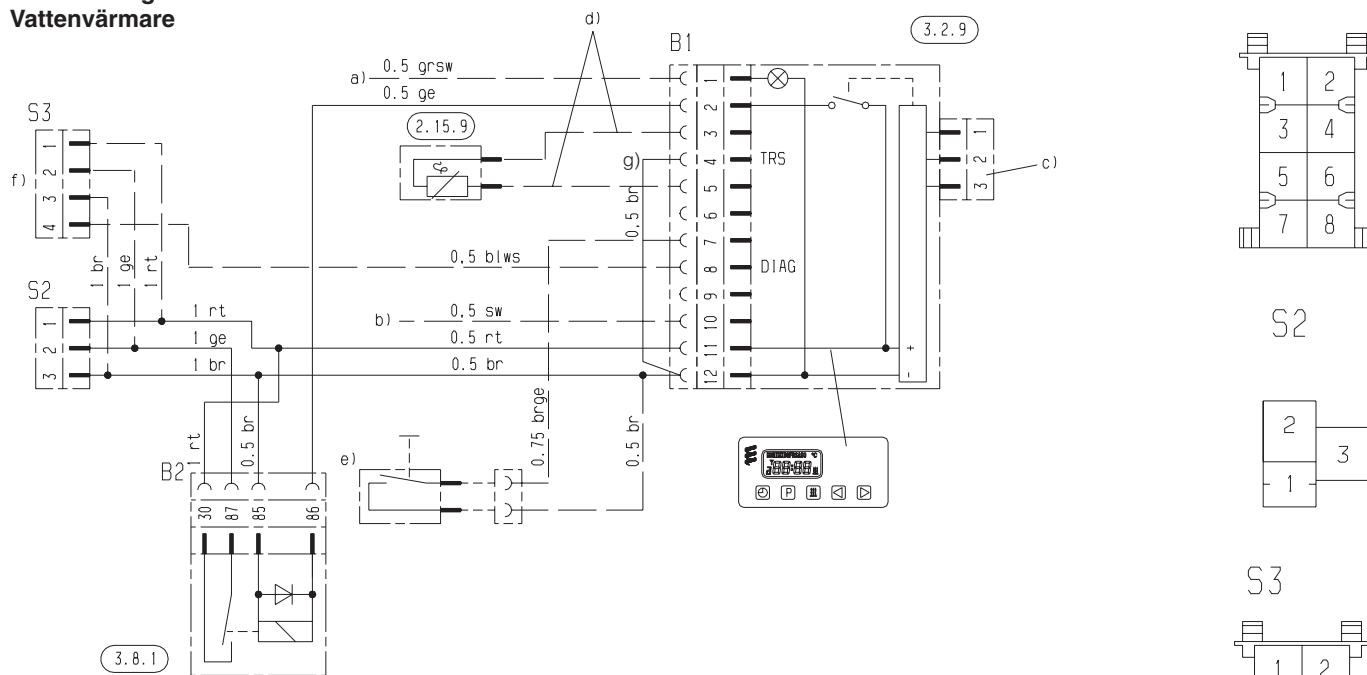 Vattenvärmare
d)
3.2.9
B1
a)
0.5 grsw
0.5 ge
1
2
3
4
5
6
7
8
9
10
11
12
TRS
DIAG
+
-
1
2
3
c)
2.15.9
g)
0.5 br
S3
f)
1
2
3
4
0,5 blws
1 br
1 ge
1 rt
S2
1
2
3
b)
0,5 sw
1 rt
0.5 rt
1 ge
1 br
0.5 br
1 rt
0.5 br
e)
0.75 brge
0.5 br
B2
30
87
85
86
3.8.1
P
1 2
3 4
5 6
7 8
S2
2
3
1
S3
1 2